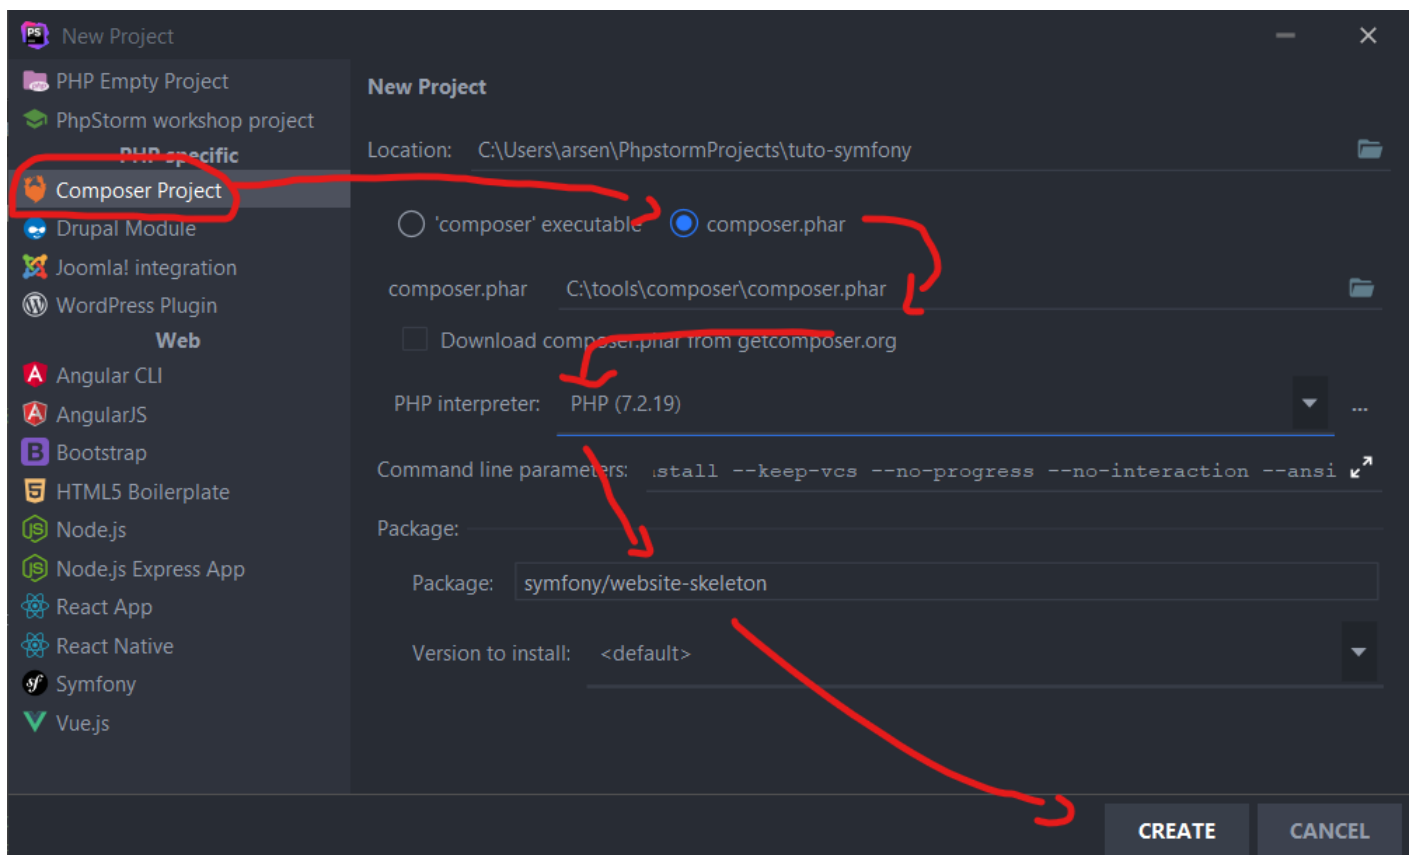 New Project
PHP Empty Project
PhpStorm workshop project
PHP specific
Composer Project
Drupal Module
Joomla! integration
WordPress Plugin
Web
Angular CLI
AngularJS
Bootstrap
HTML5 Boilerplate
Node.js
Node.js Express App
React App
React Native
Symfony
Vue.js
New Project
Location: C:\Users\arsen\PhpstormProjects\tuto-symfony
'composer' executable composer.phar
composer.phar C:\tools\composer\composer.phar
Download composer.phar from getcomposer.org
PHP interpreter: PHP (7.2.19) ...
Command line parameters: stall --keep-vcs --no-progress --no-interaction --ansi
Package:
Package: symfony/website-skeleton
Version to install: <default>
CREATE CANCEL